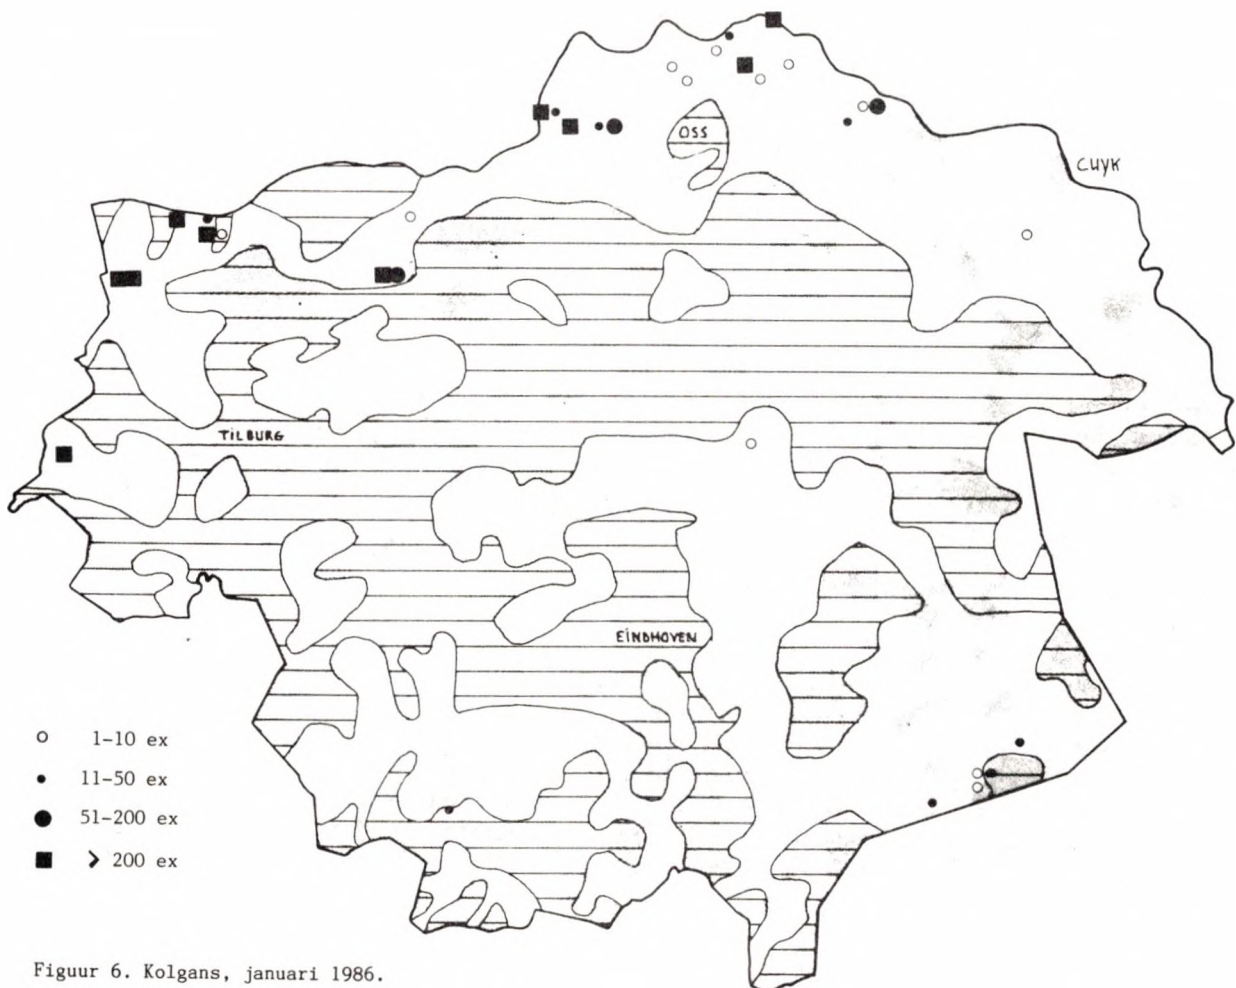 OSS
CUYK
TILBURG
EINDHOVEN
○ 1-10 ex
• 11-50 ex
● 51-200 ex
■ > 200 ex
Figuur 6. Kolgans, januari 1986.